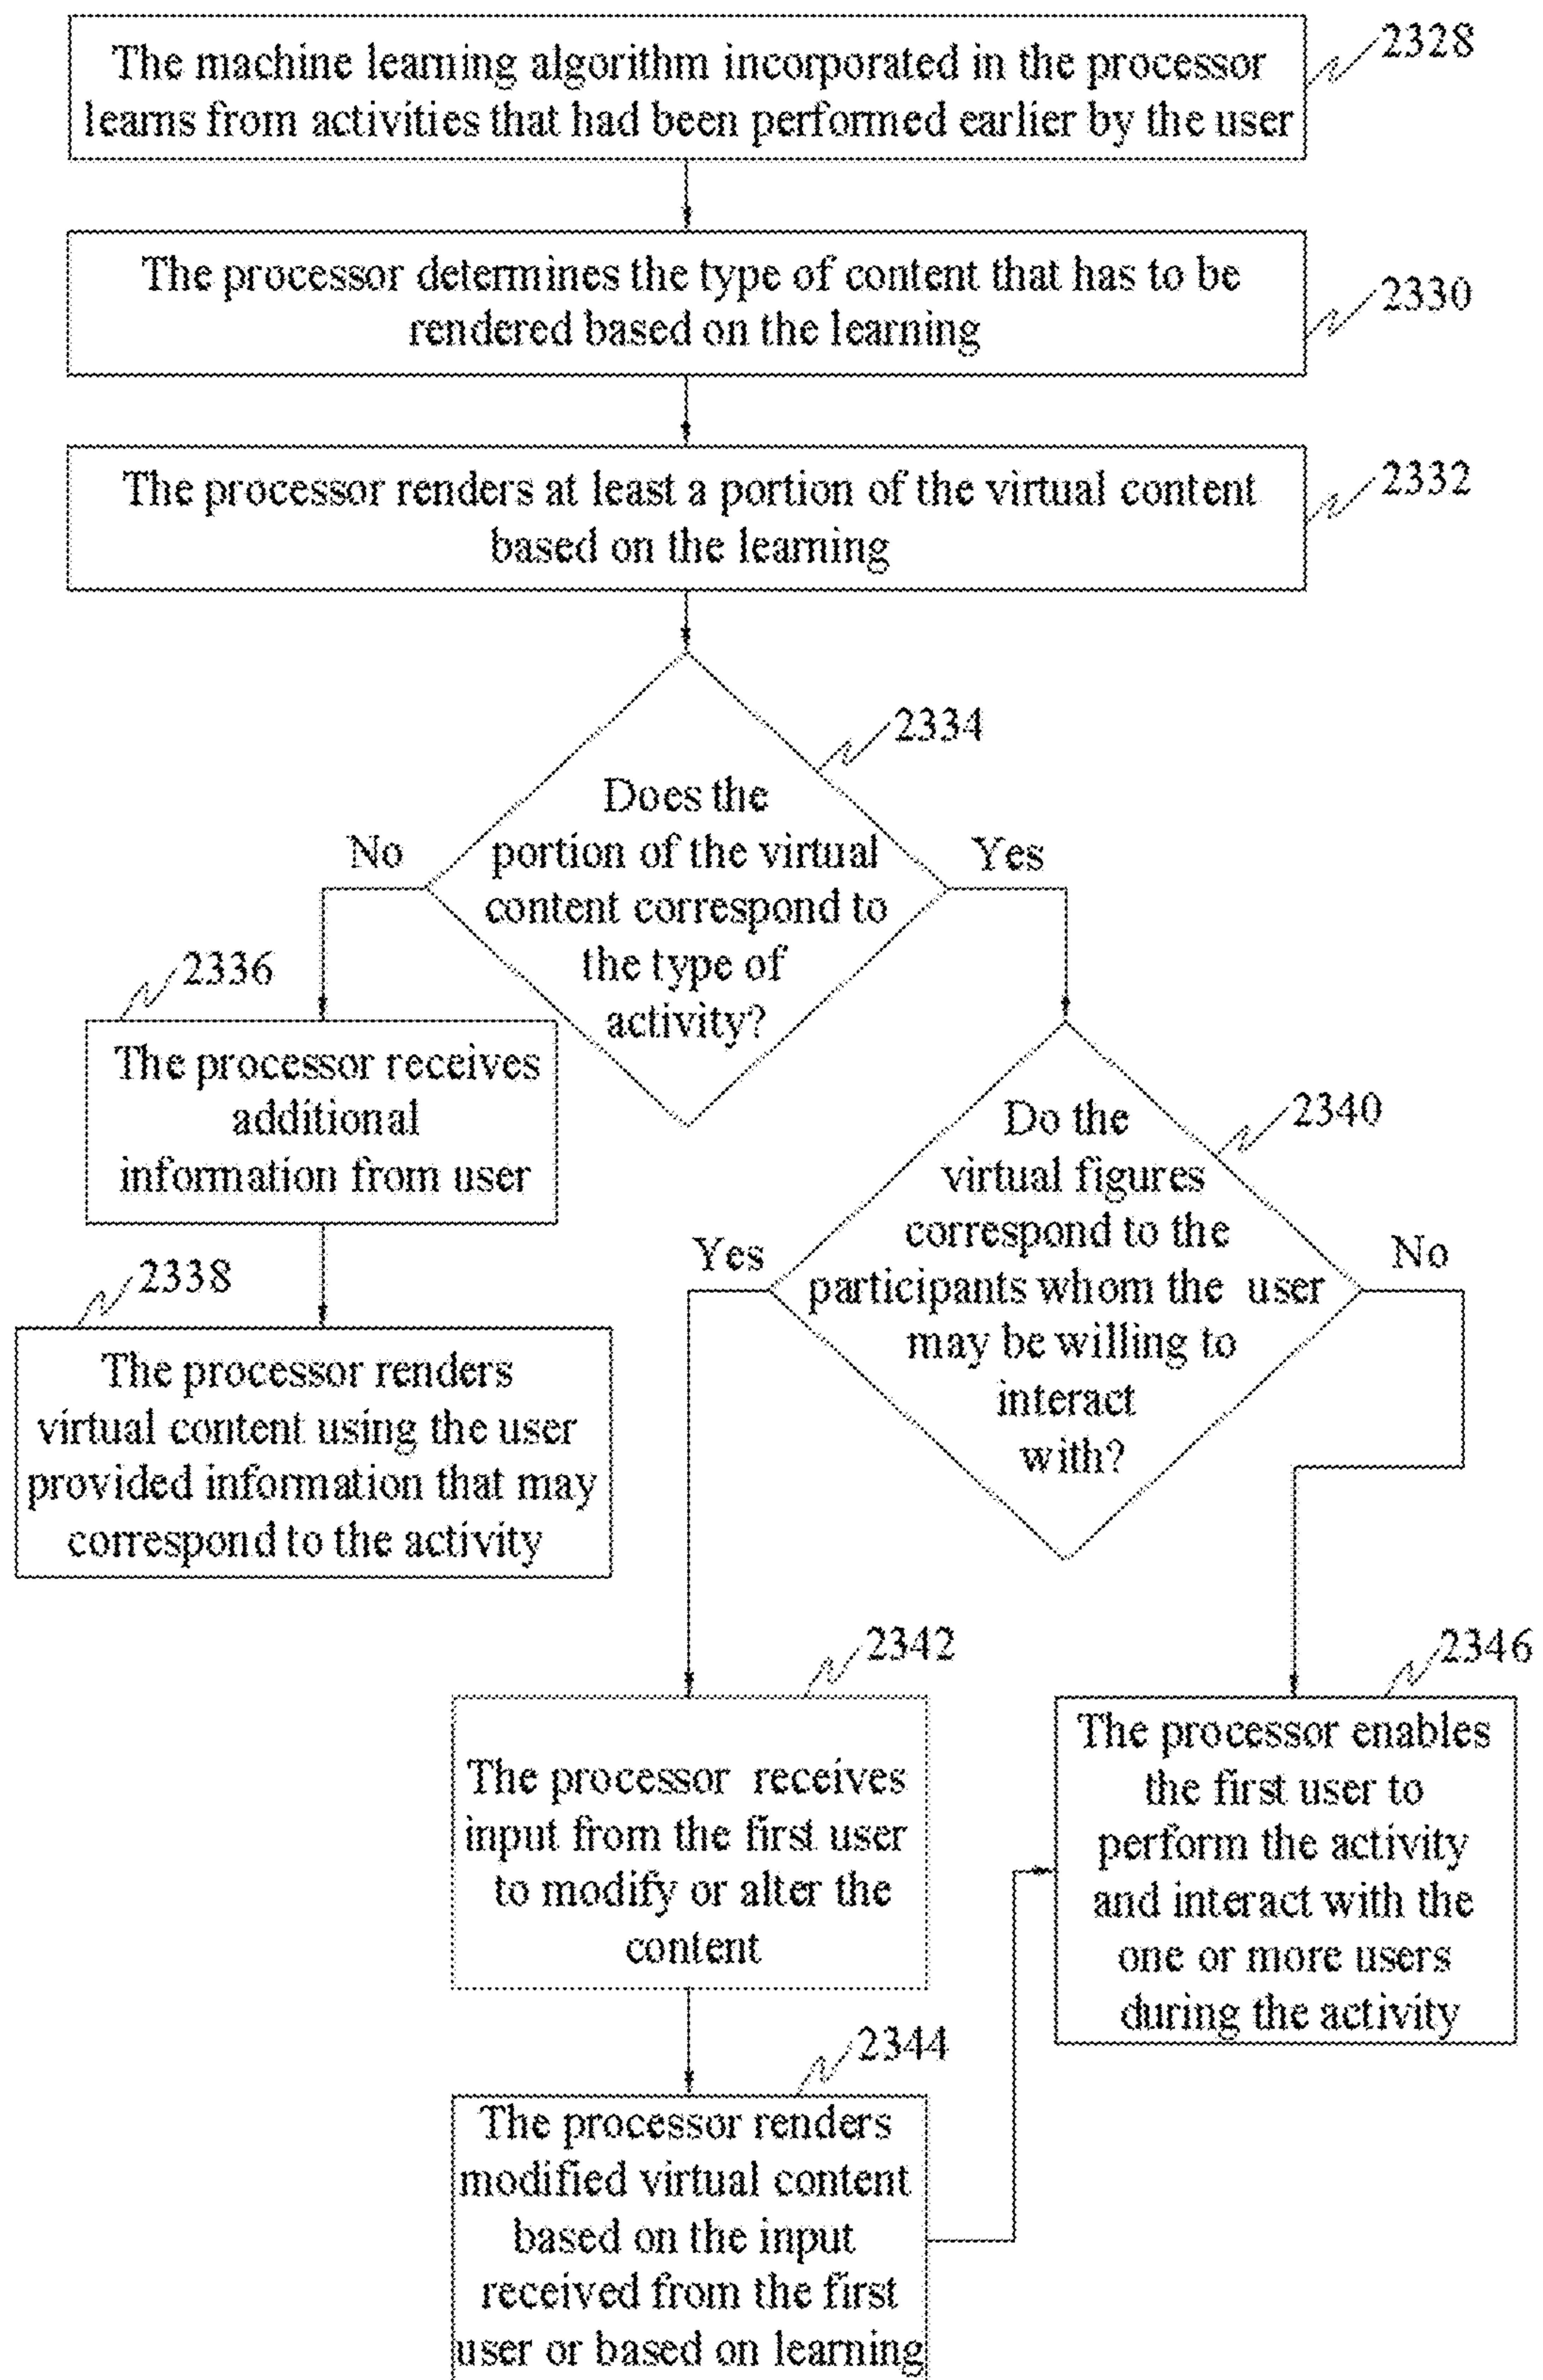 The machine learning algorithm incorporated in the processor
learns from activities that had been performed earlier by the user
2328
The processor determines the type of content that has to be
rendered based on the learning
2330
The processor renders at least a portion of the virtual content
based on the learning
2332
2334
Does the
portion of the virtual
content correspond to
the type of
activity?
No
Yes
2336
The processor receives
additional
information from user
2338
The processor renders
virtual content using the user
provided information that may
correspond to the activity
2340
Do the
virtual figures
correspond to the
participants whom the user
may be willing to
interact
with?
Yes
No
2342
The processor receives
input from the first user
to modify or alter the
content
2344
The processor renders
modified virtual content
based on the input
received from the first
user or based on learning
2346
The processor enables
the first user to
perform the activity
and interact with the
one or more users
during the activity